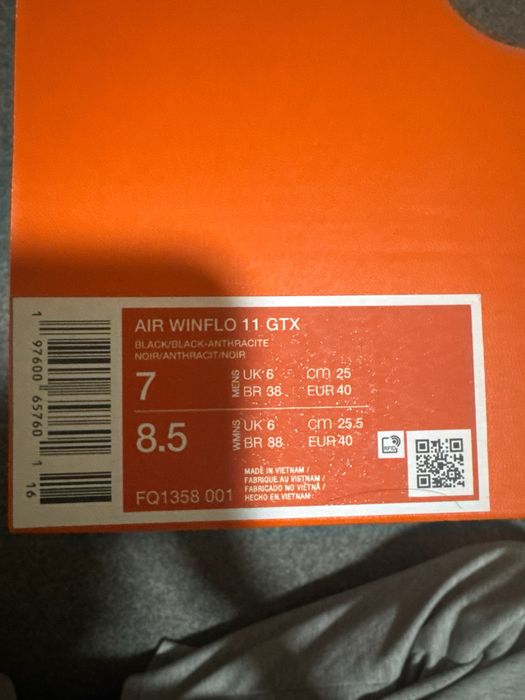 AIR WINFLO 11 GTX
BLACK/BLACK-ANTHRACITE
NOIR/ANTHRACIT/NOIR
7 MENS UK 6 cm 25
BR 38 EUR 40
8.5 WMNS UK 6 cm 25.5
BR 38 EUR 40
RFID
MADE IN VIETNAM /
FABRIQUE AU VIETNAM /
FABRICADO NO VIETNÃ /
HECHO EN VIETNAM
FQ1358 001
1 97600 65760 1 16